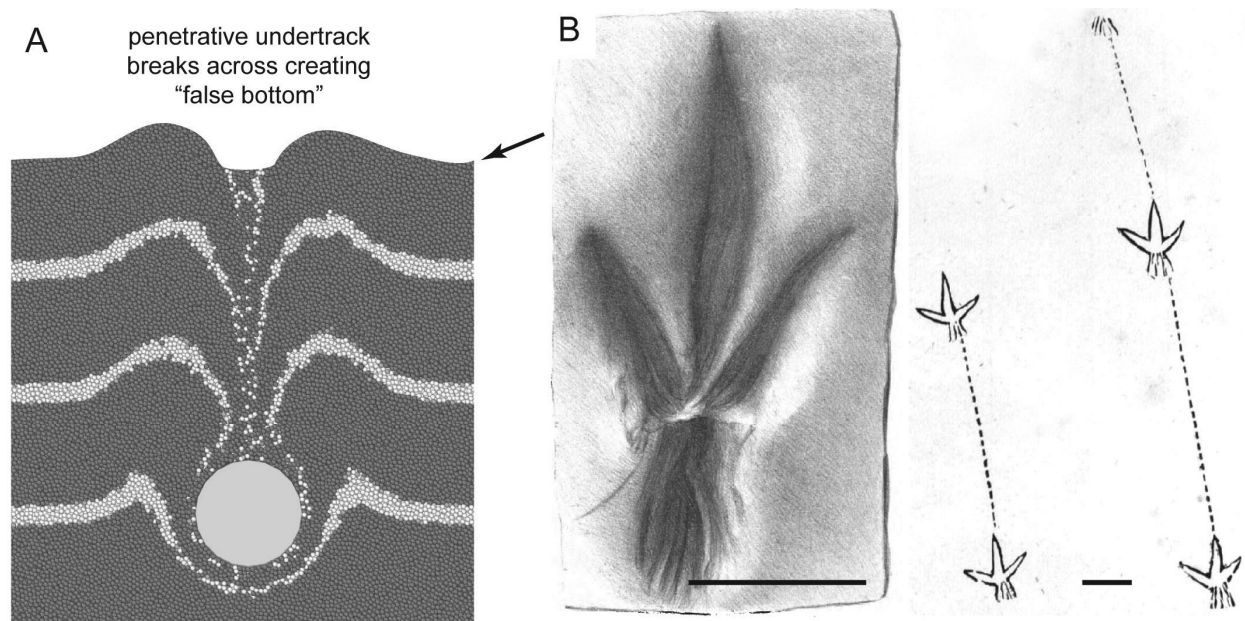 A
penetrative undertrack
breaks across creating
“false bottom”
B